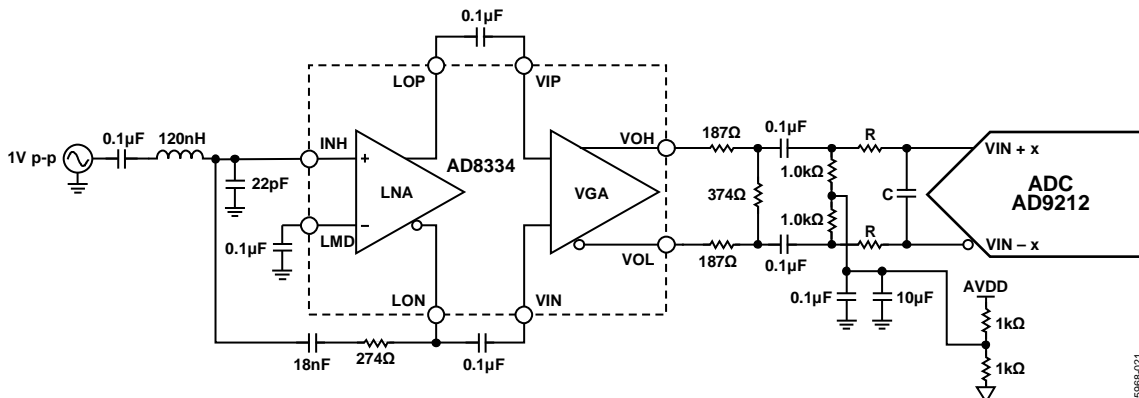 0.1µF
LOP
VIP
0.1µF
120nH
1V p-p
INH
22pF
LNA
AD8334
VGA
VOH
187Ω
0.1µF
R
VIN + x
1.0kΩ
374Ω
C
ADC
AD9212
1.0kΩ
R
VIN – x
0.1µF
LMD
VOL
187Ω
0.1µF
LON
VIN
0.1µF
10µF
AVDD
1kΩ
18nF
274Ω
0.1µF
1kΩ